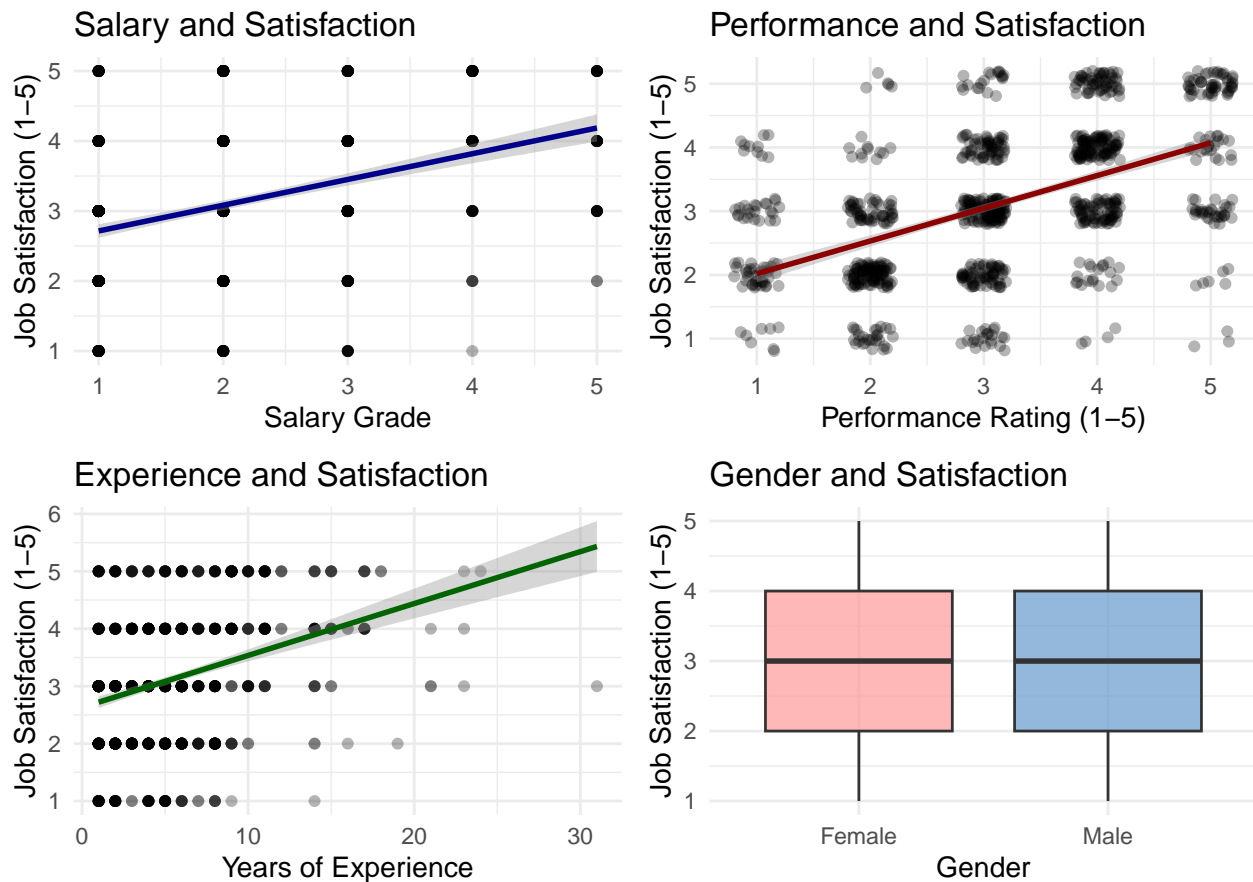 Salary and Satisfaction
Job Satisfaction (1–5)
5
4
3
2
1
1 2 3 4 5
Salary Grade
Performance and Satisfaction
Job Satisfaction (1–5)
5
4
3
2
1
1 2 3 4 5
Performance Rating (1–5)
Experience and Satisfaction
Job Satisfaction (1–5)
6
5
4
3
2
1
0 10 20 30
Years of Experience
Gender and Satisfaction
Job Satisfaction (1–5)
5
4
3
2
1
Female Male
Gender